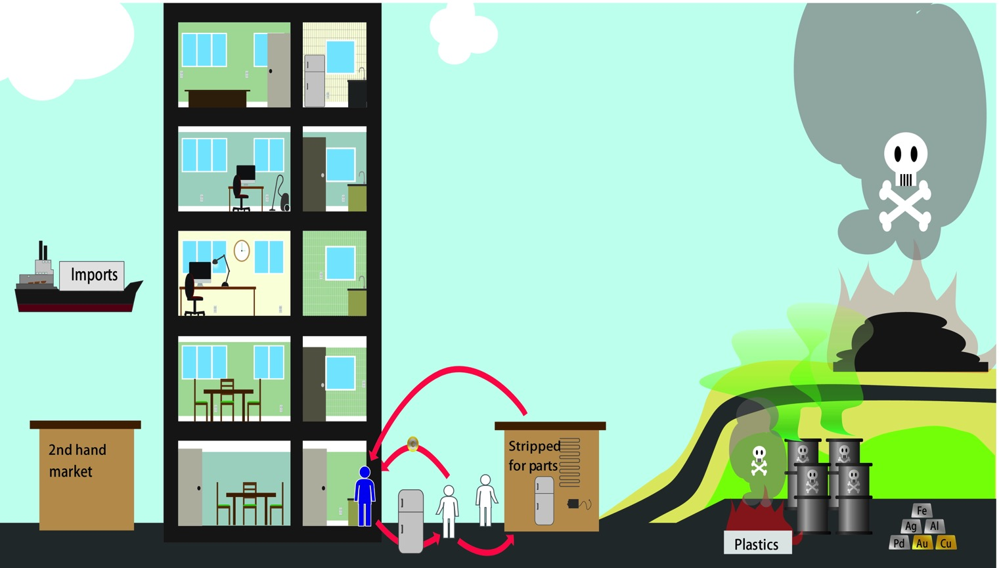 Imports
2nd hand
market
Stripped
for parts
Plastics
Fe
Ag Al
Pd Au Cu